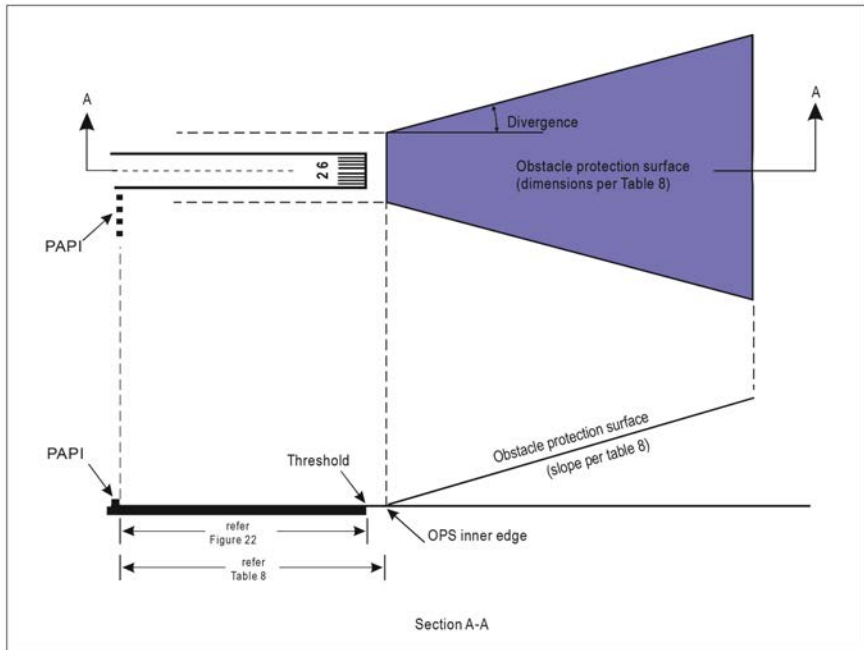 A
A
Divergence
Obstacle protection surface
(dimensions per Table 8)
26
PAPI
PAPI
Threshold
Obstacle protection surface
(slope per table 8)
OPS inner edge
refer
Figure 22
refer
Table 8
Section A-A